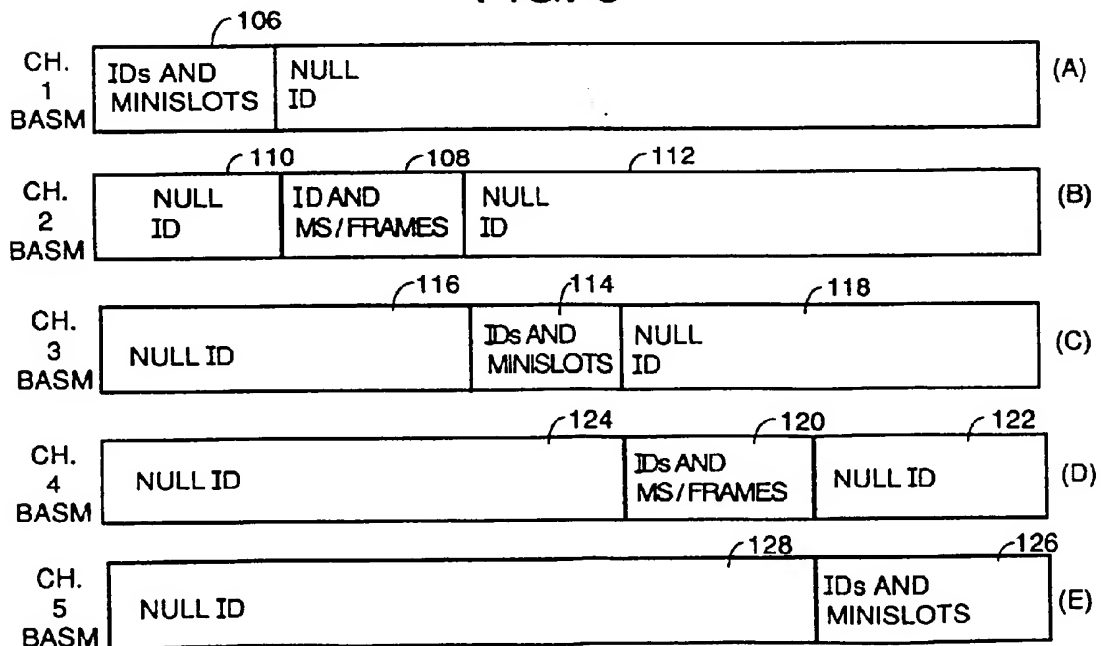 106
CH. 1 BASM
IDs AND MINISLOTS
NULL ID
(A)
110
108
112
CH. 2 BASM
NULL ID
ID AND MS/FRAMES
NULL ID
(B)
116
114
118
CH. 3 BASM
NULL ID
IDs AND MINISLOTS
NULL ID
(C)
124
120
122
CH. 4 BASM
NULL ID
IDs AND MS/FRAMES
NULL ID
(D)
128
126
CH. 5 BASM
NULL ID
IDs AND MINISLOTS
(E)